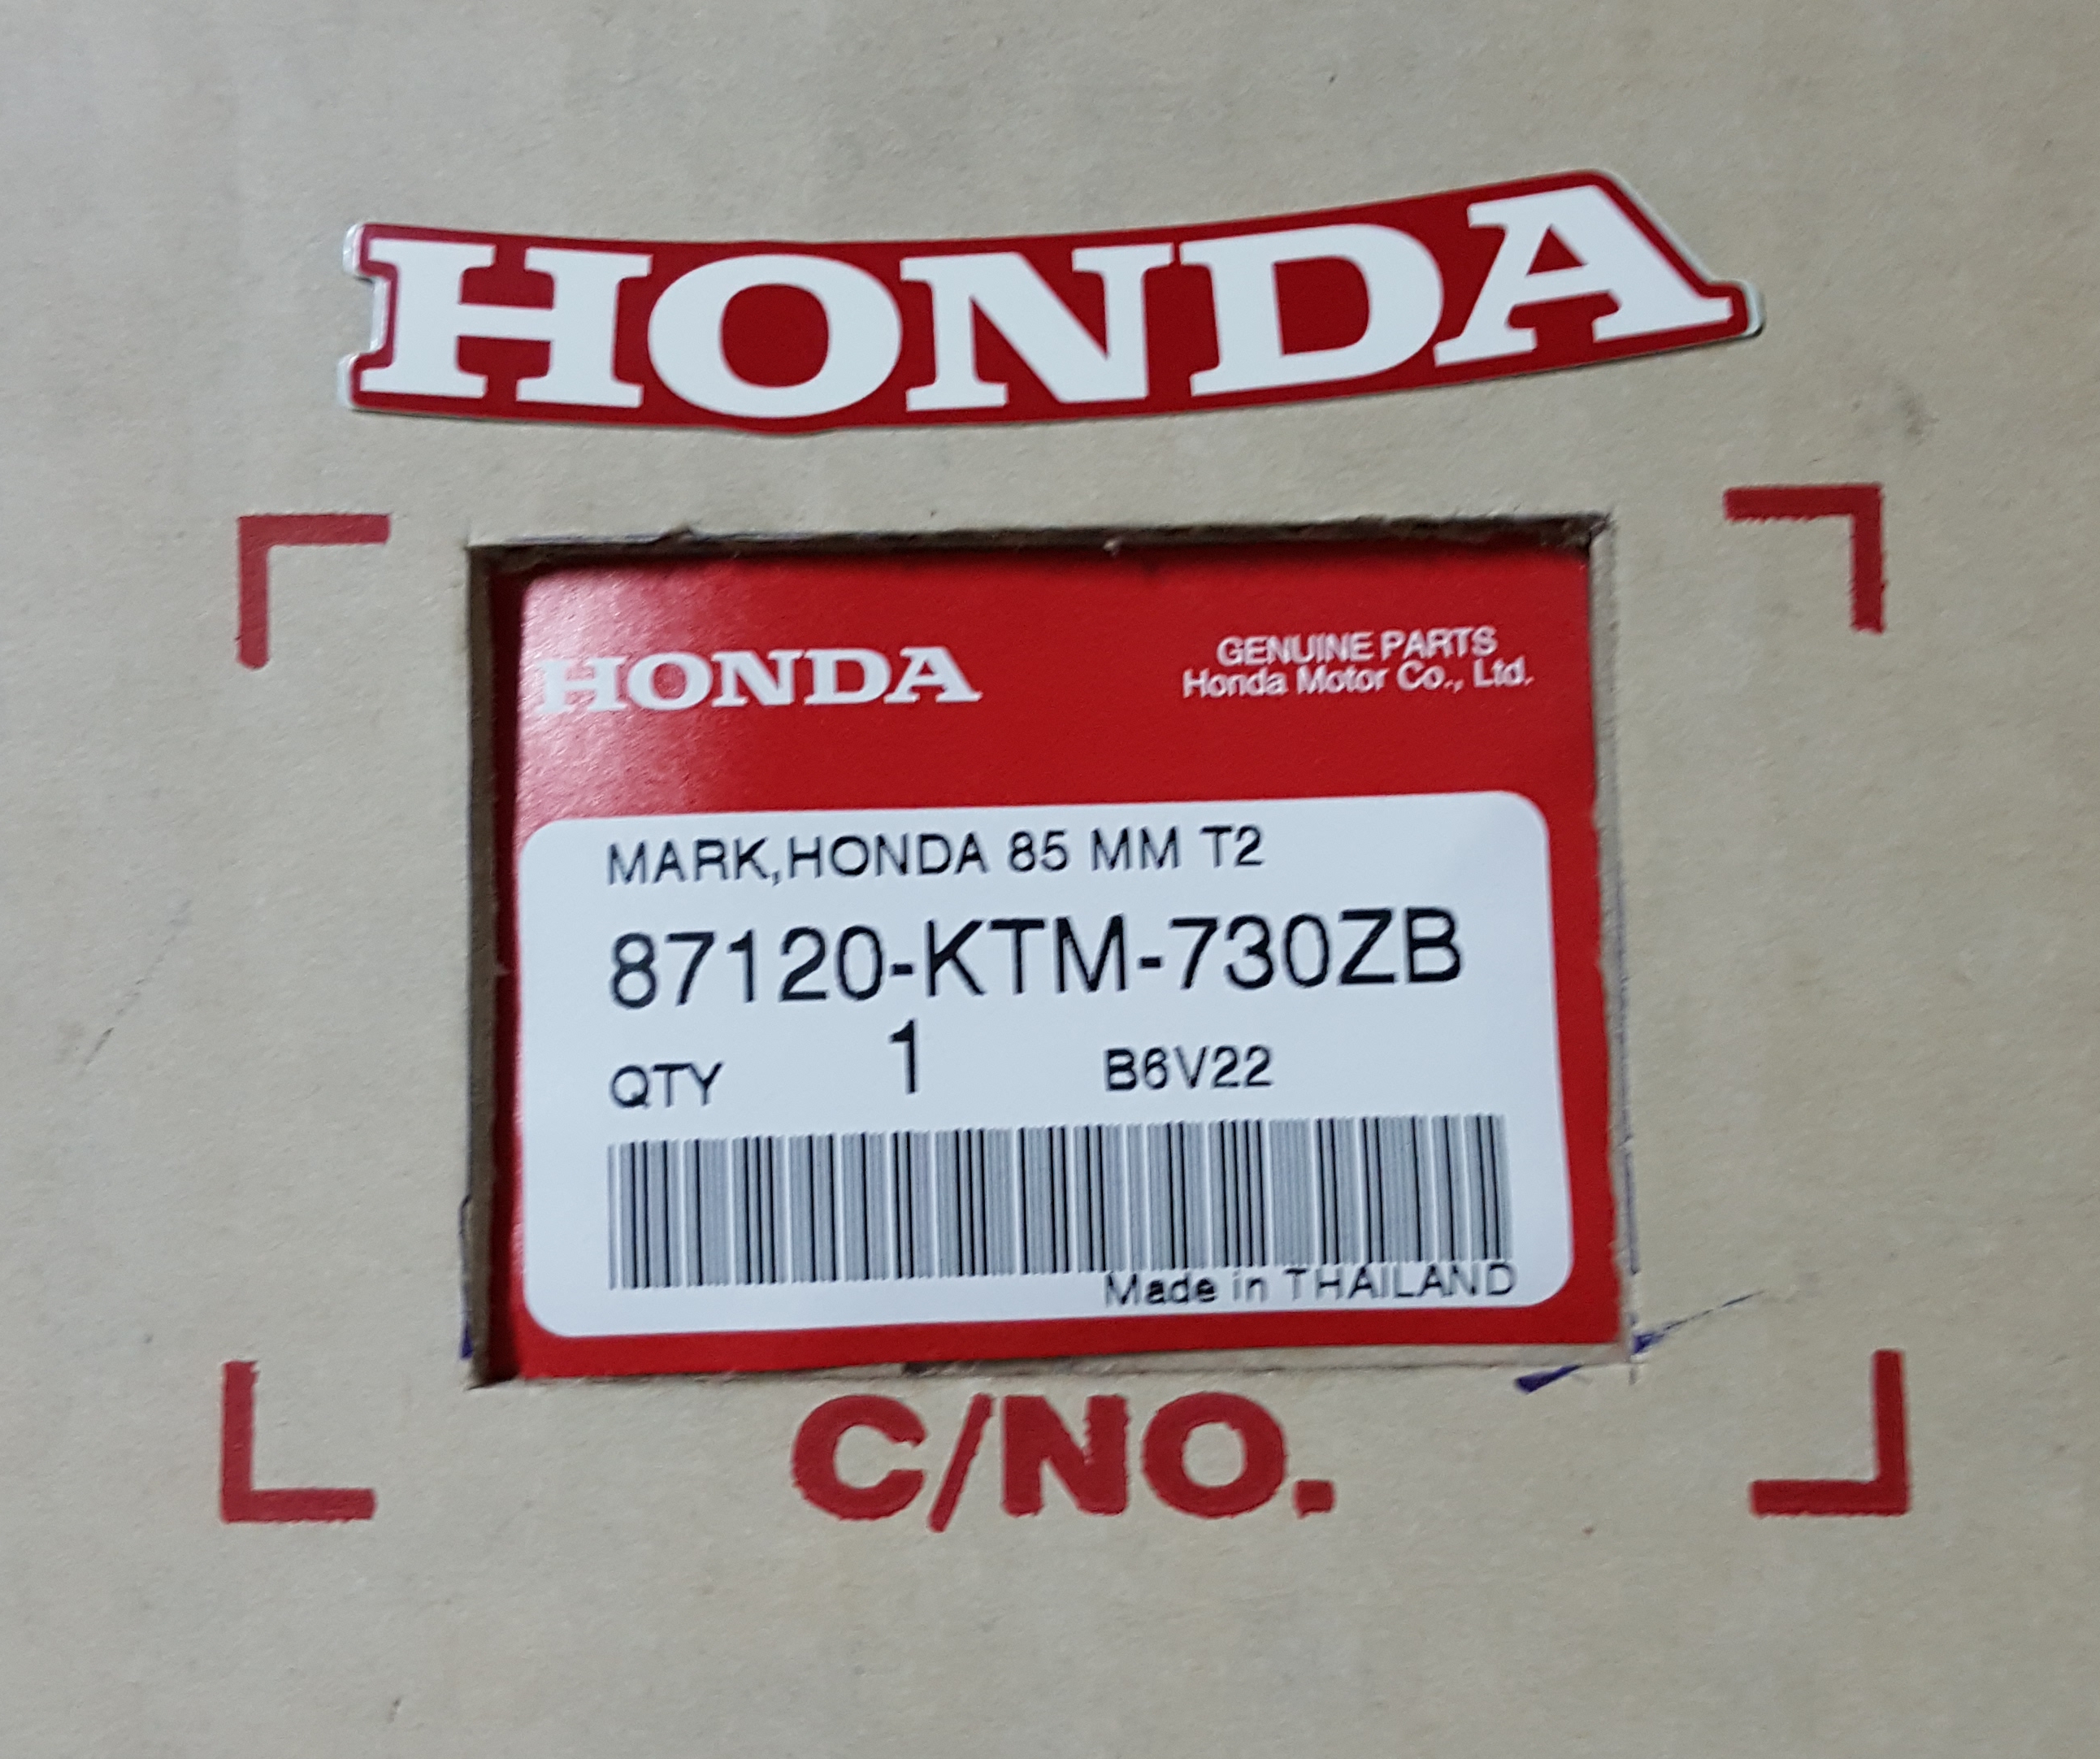 HONDA
HONDA
GENUINE PARTS
Honda Motor Co., Ltd.
MARK,HONDA 85 MM T2
87120-KTM-730ZB
QTY 1 B6V22
Made in THAILAND
C/NO.